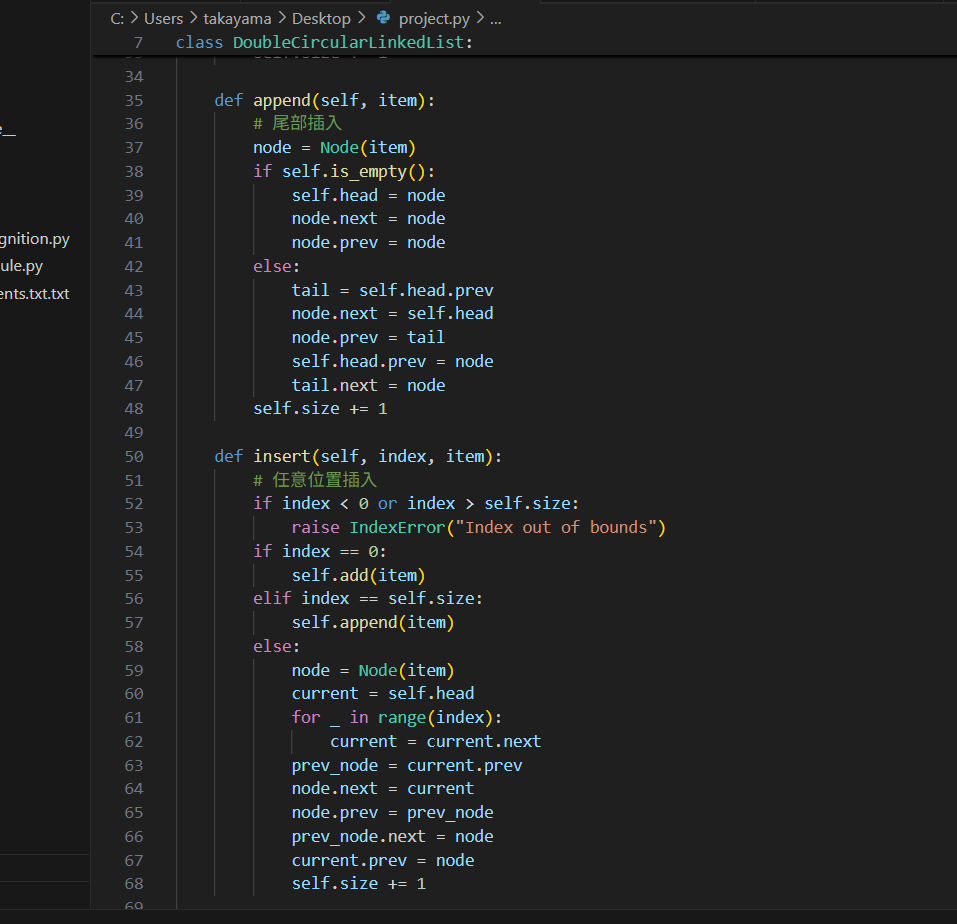 C: > Users > takayama > Desktop > project.py > ...
7 class DoubleCircularLinkedList:
34
35 def append(self, item):
36 # 尾部插入
37 node = Node(item)
38 if self.is_empty():
39 self.head = node
40 node.next = node
41 node.prev = node
42 else:
43 tail = self.head.prev
44 node.next = self.head
45 node.prev = tail
46 self.head.prev = node
47 tail.next = node
48 self.size += 1
49
50 def insert(self, index, item):
51 # 任意位置插入
52 if index < 0 or index > self.size:
53 raise IndexError("Index out of bounds")
54 if index == 0:
55 self.add(item)
56 elif index == self.size:
57 self.append(item)
58 else:
59 node = Node(item)
60 current = self.head
61 for _ in range(index):
62 current = current.next
63 prev_node = current.prev
64 node.next = current
65 node.prev = prev_node
66 prev_node.next = node
67 current.prev = node
68 self.size += 1
69
gnition.py
ule.py
ents.txt.txt